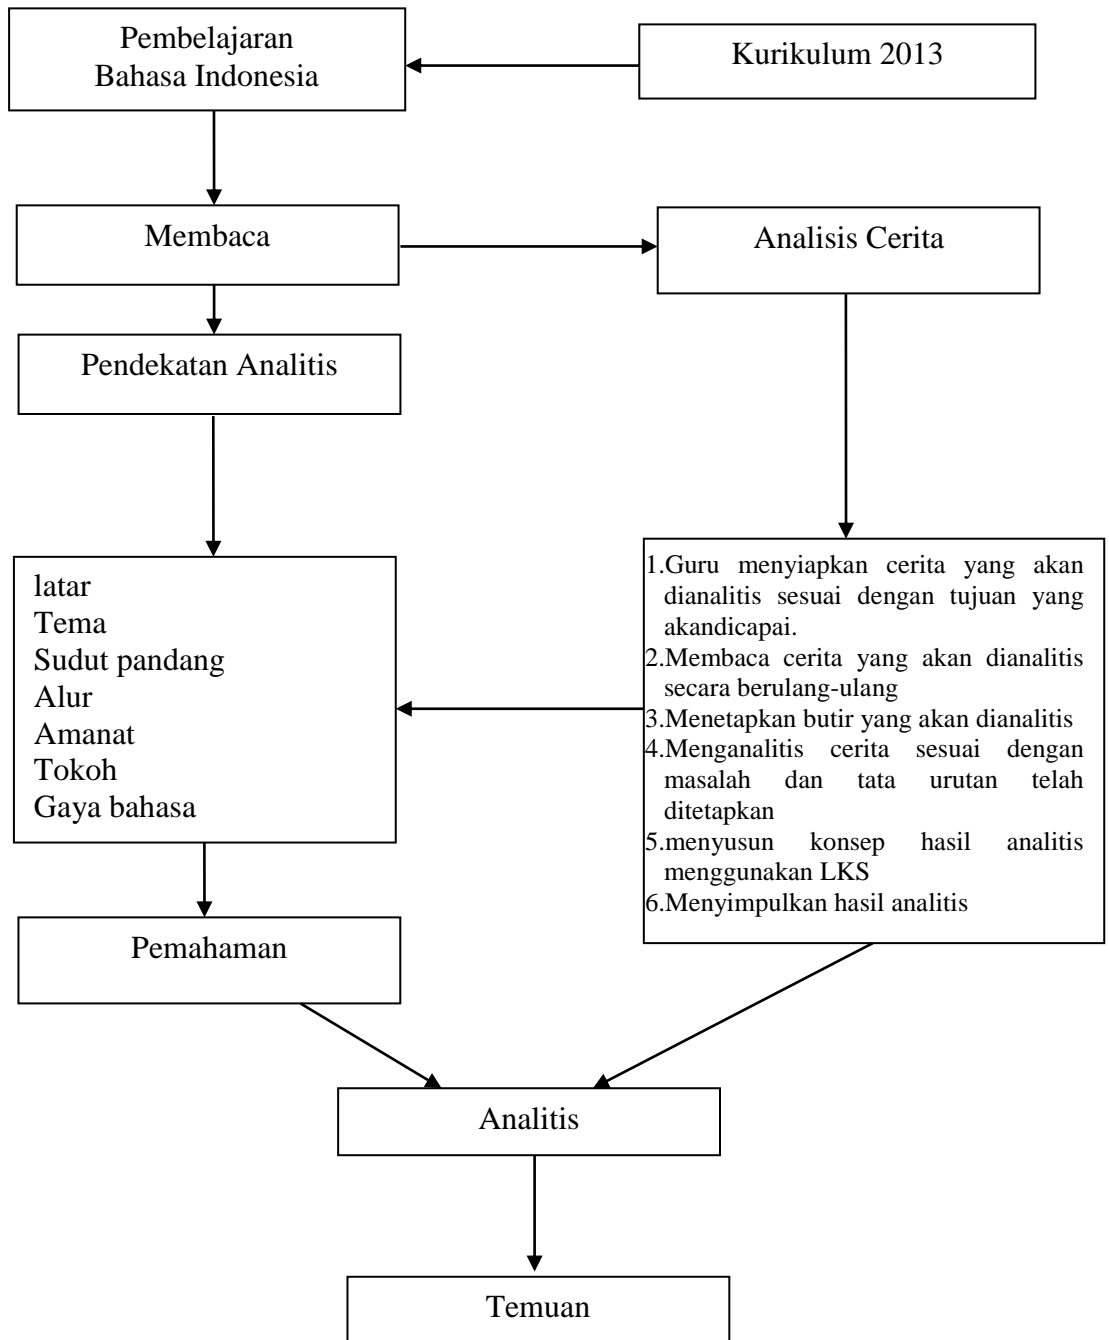 Pembelajaran
Bahasa Indonesia
Kurikulum 2013
Membaca
Analisis Cerita
Pendekatan Analitis
latar
Tema
Sudut pandang
Alur
Amanat
Tokoh
Gaya bahasa
1.Guru menyiapkan cerita yang akan
dianalitis sesuai dengan tujuan yang
akandicapai.
2.Membaca cerita yang akan dianalitis
secara berulang-ulang
3.Menetapkan butir yang akan dianalitis
4.Menganalitis cerita sesuai dengan
masalah dan tata urutan telah
ditetapkan
5.menyusun konsep hasil analitis
menggunakan LKS
6.Menyimpulkan hasil analitis
Pemahaman
Analitis
Temuan